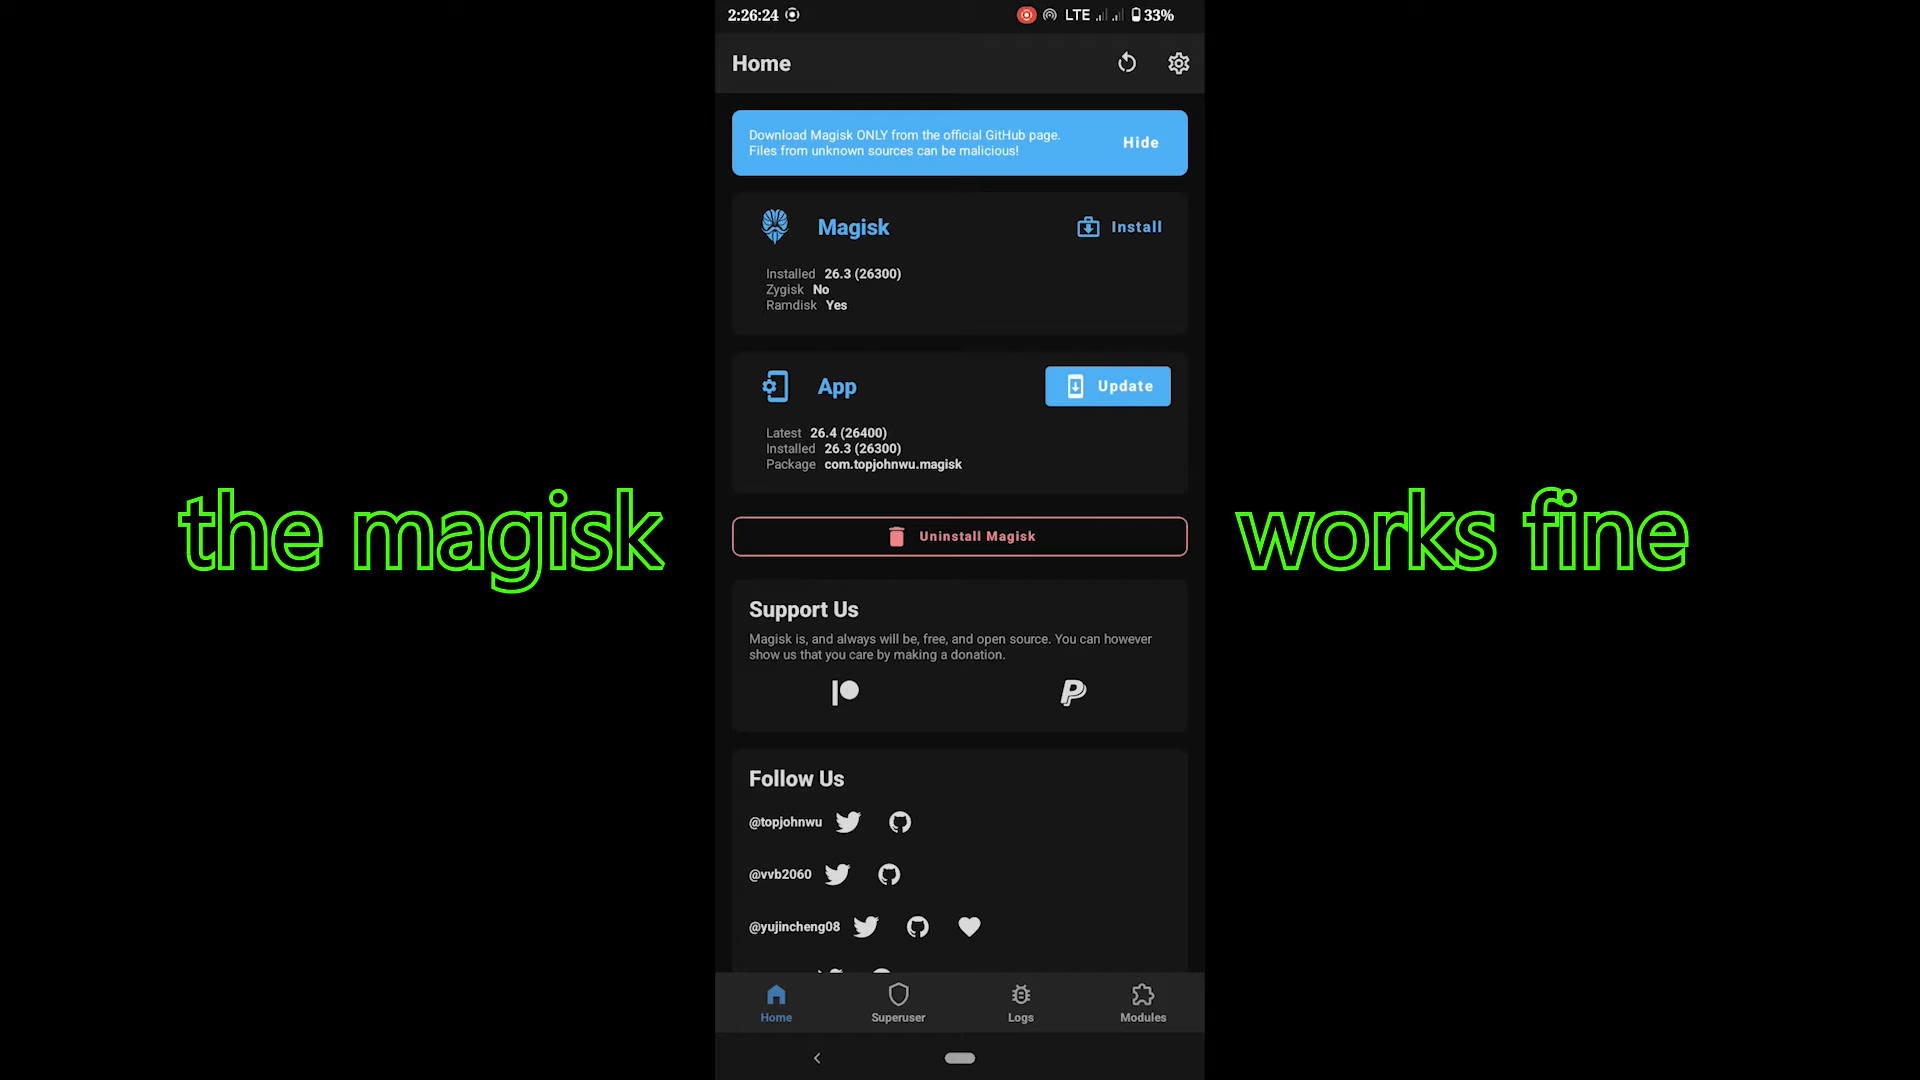 2:26:24 LTE 33%
Home
Download Magisk ONLY from the official GitHub page.
Files from unknown sources can be malicious!
Hide
Magisk
Install
Installed 26.3 (26300)
Zygisk No
Ramdisk Yes
App
Update
Latest 26.4 (26400)
Installed 26.3 (26300)
Package com.topjohnwu.magisk
the magisk
works fine
Uninstall Magisk
Support Us
Magisk is, and always will be, free, and open source. You can however
show us that you care by making a donation.
Follow Us
@topjohnwu
@vvb2060
@yujincheng08
Home Superuser Logs Modules